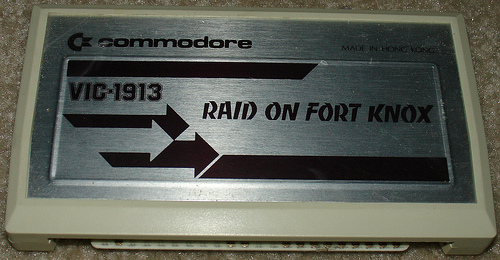 commodore
MADE IN HONG KONG
VIC-1913
RAID ON FORT KNOX